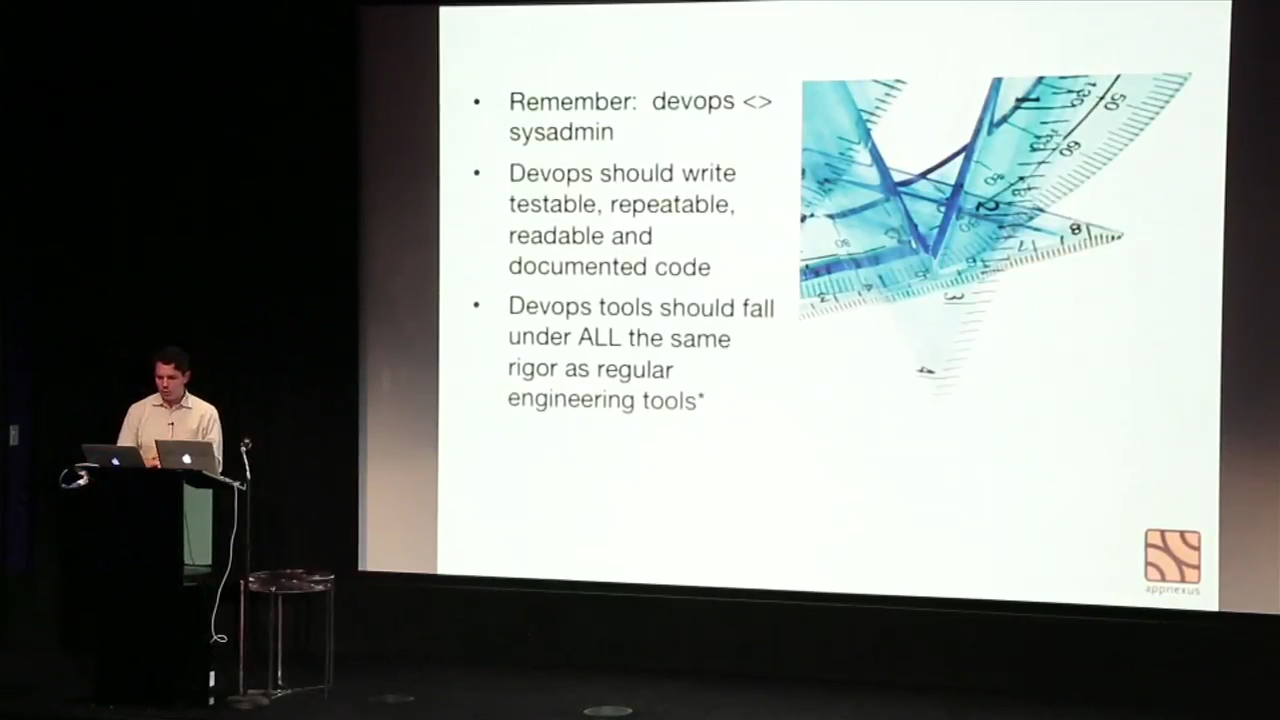 • Remember: devops <>
sysadmin
• Devops should write
testable, repeatable,
readable and
documented code
• Devops tools should fall
under ALL the same
rigor as regular
engineering tools*
appnexus